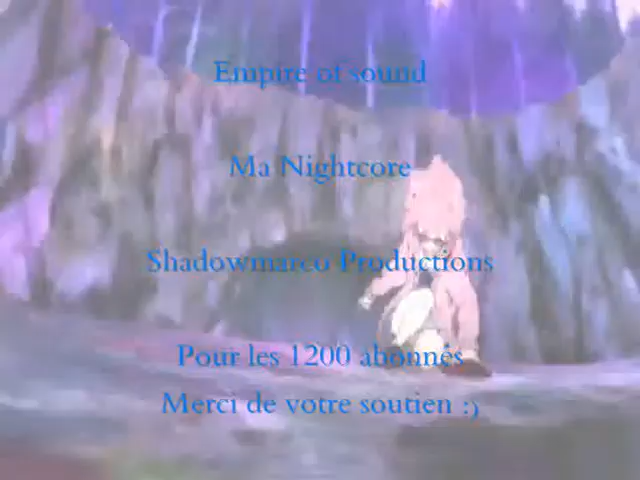 Empire of sound
Ma Nightcore
Shadowmarco Productions
Pour les 1200 abonnés
Merci de votre soutien :)